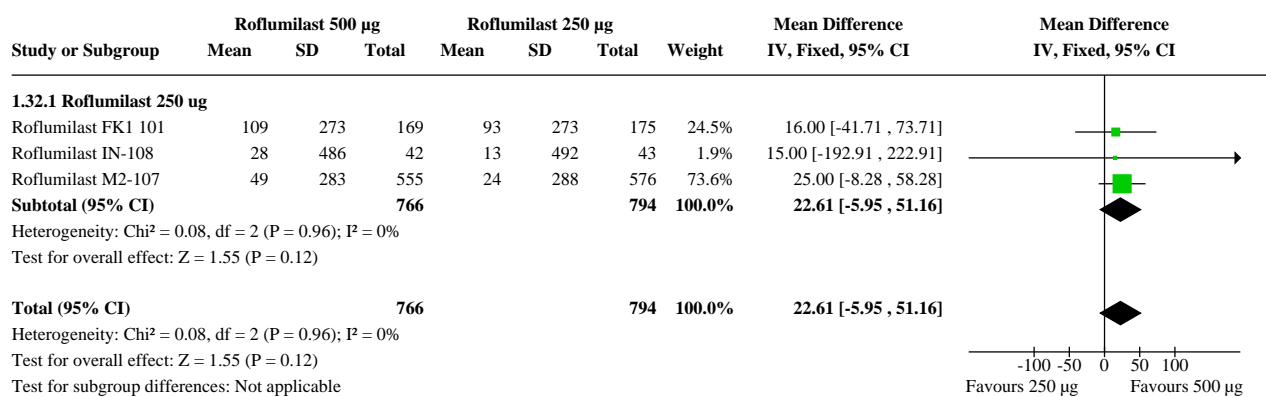 Roflumilast 500 µg Roflumilast 250 µg Mean Difference Mean Difference
Study or Subgroup Mean SD Total Mean SD Total Weight IV, Fixed, 95% CI IV, Fixed, 95% CI
1.32.1 Roflumilast 250 ug
Roflumilast FK1 101 109 273 169 93 273 175 24.5% 16.00 [-41.71 , 73.71]
Roflumilast IN-108 28 486 42 13 492 43 1.9% 15.00 [-192.91 , 222.91]
Roflumilast M2-107 49 283 555 24 288 576 73.6% 25.00 [-8.28 , 58.28]
Subtotal (95% CI) 766 794 100.0% 22.61 [-5.95 , 51.16]
Heterogeneity: Chi² = 0.08, df = 2 (P = 0.96); I² = 0%
Test for overall effect: Z = 1.55 (P = 0.12)
Total (95% CI) 766 794 100.0% 22.61 [-5.95 , 51.16]
Heterogeneity: Chi² = 0.08, df = 2 (P = 0.96); I² = 0%
Test for overall effect: Z = 1.55 (P = 0.12)
Test for subgroup differences: Not applicable
-100 -50 0 50 100
Favours 250 µg Favours 500 µg